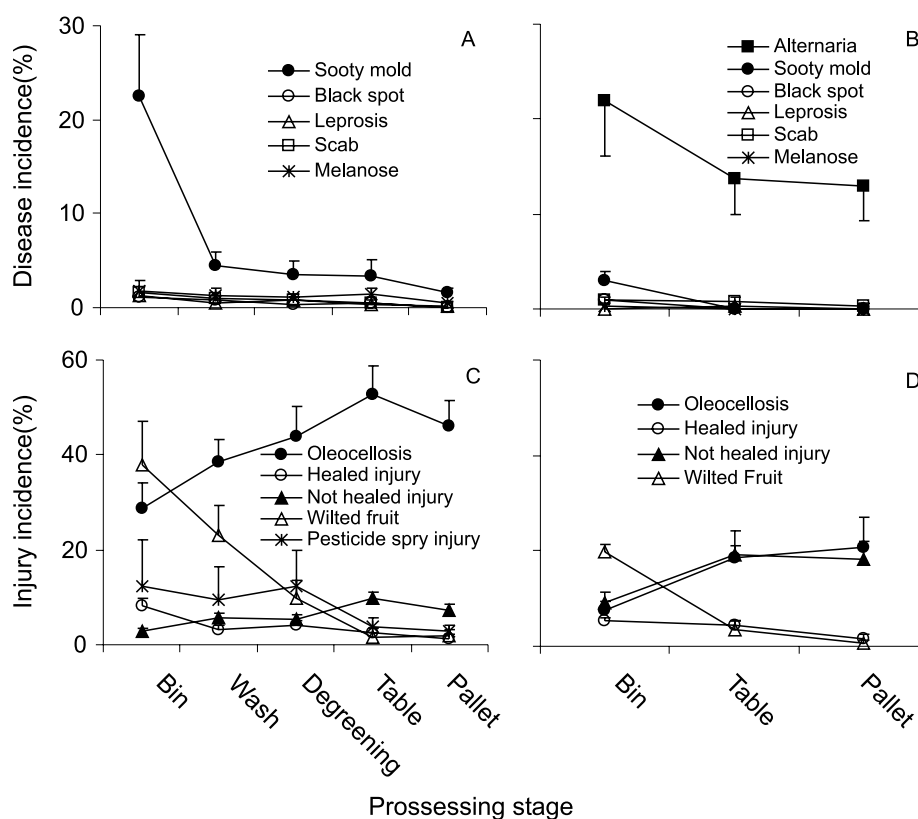 A
Disease incidence(%)
30
20
10
0
Sooty mold
Black spot
Leprosis
Scab
Melanose
B
Alternaria
Sooty mold
Black spot
Leprosis
Scab
Melanose
C
Injury incidence(%)
60
40
20
0
Oleocellosis
Healed injury
Not healed injury
Wilted fruit
Pesticide spry injury
D
Oleocellosis
Healed injury
Not healed injury
Wilted Fruit
Bin
Wash
Degreening
Table
Pallet
Bin
Table
Pallet
Prossessing stage